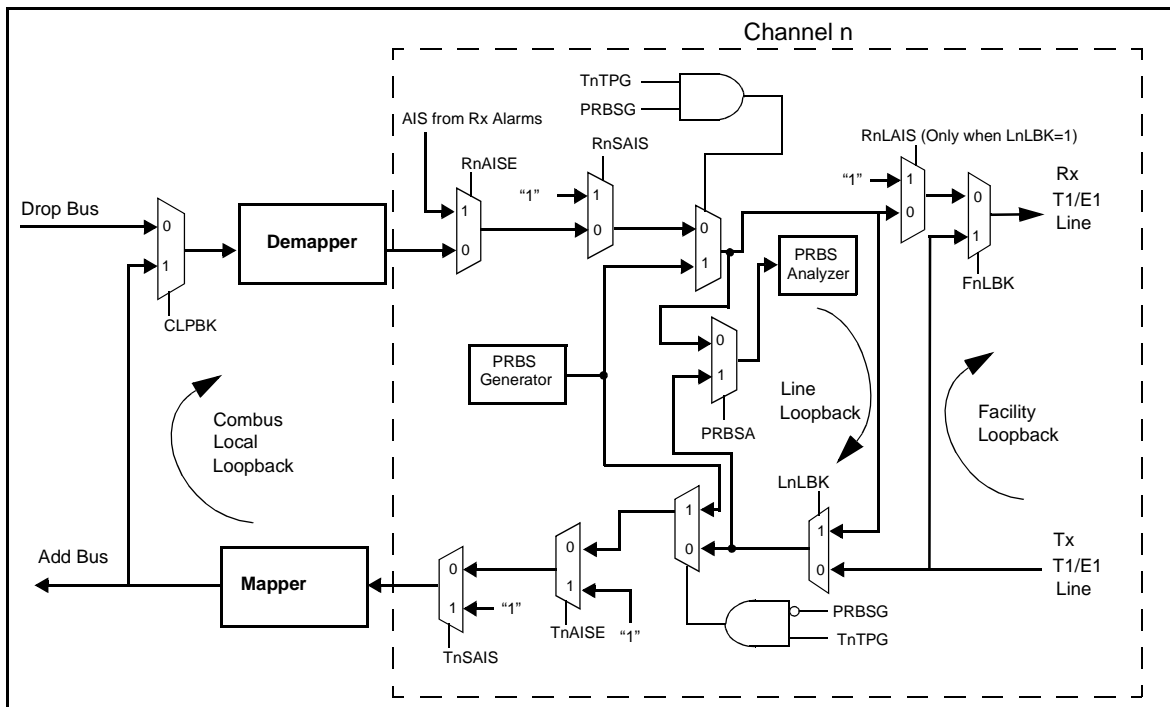 Channel n
TnTPG
PRBSG
AIS from Rx Alarms
RnAISE
RnSAIS
RnLAIS (Only when LnLBK=1)
"1"
1
0
1
0
"1"
1
0
0
1
Rx
T1/E1
Line
Drop Bus
0
1
Demapper
0
1
PRBS
Analyzer
FnLBK
CLPBK
0
1
PRBS
Generator
PRBSA
Line
Loopback
Facility
Loopback
Combus
Local
Loopback
LnLBK
1
0
1
0
Tx
T1/E1
Line
Add Bus
Mapper
0
1
"1"
0
1
"1"
TnAISE
TnSAIS
PRBSG
TnTPG